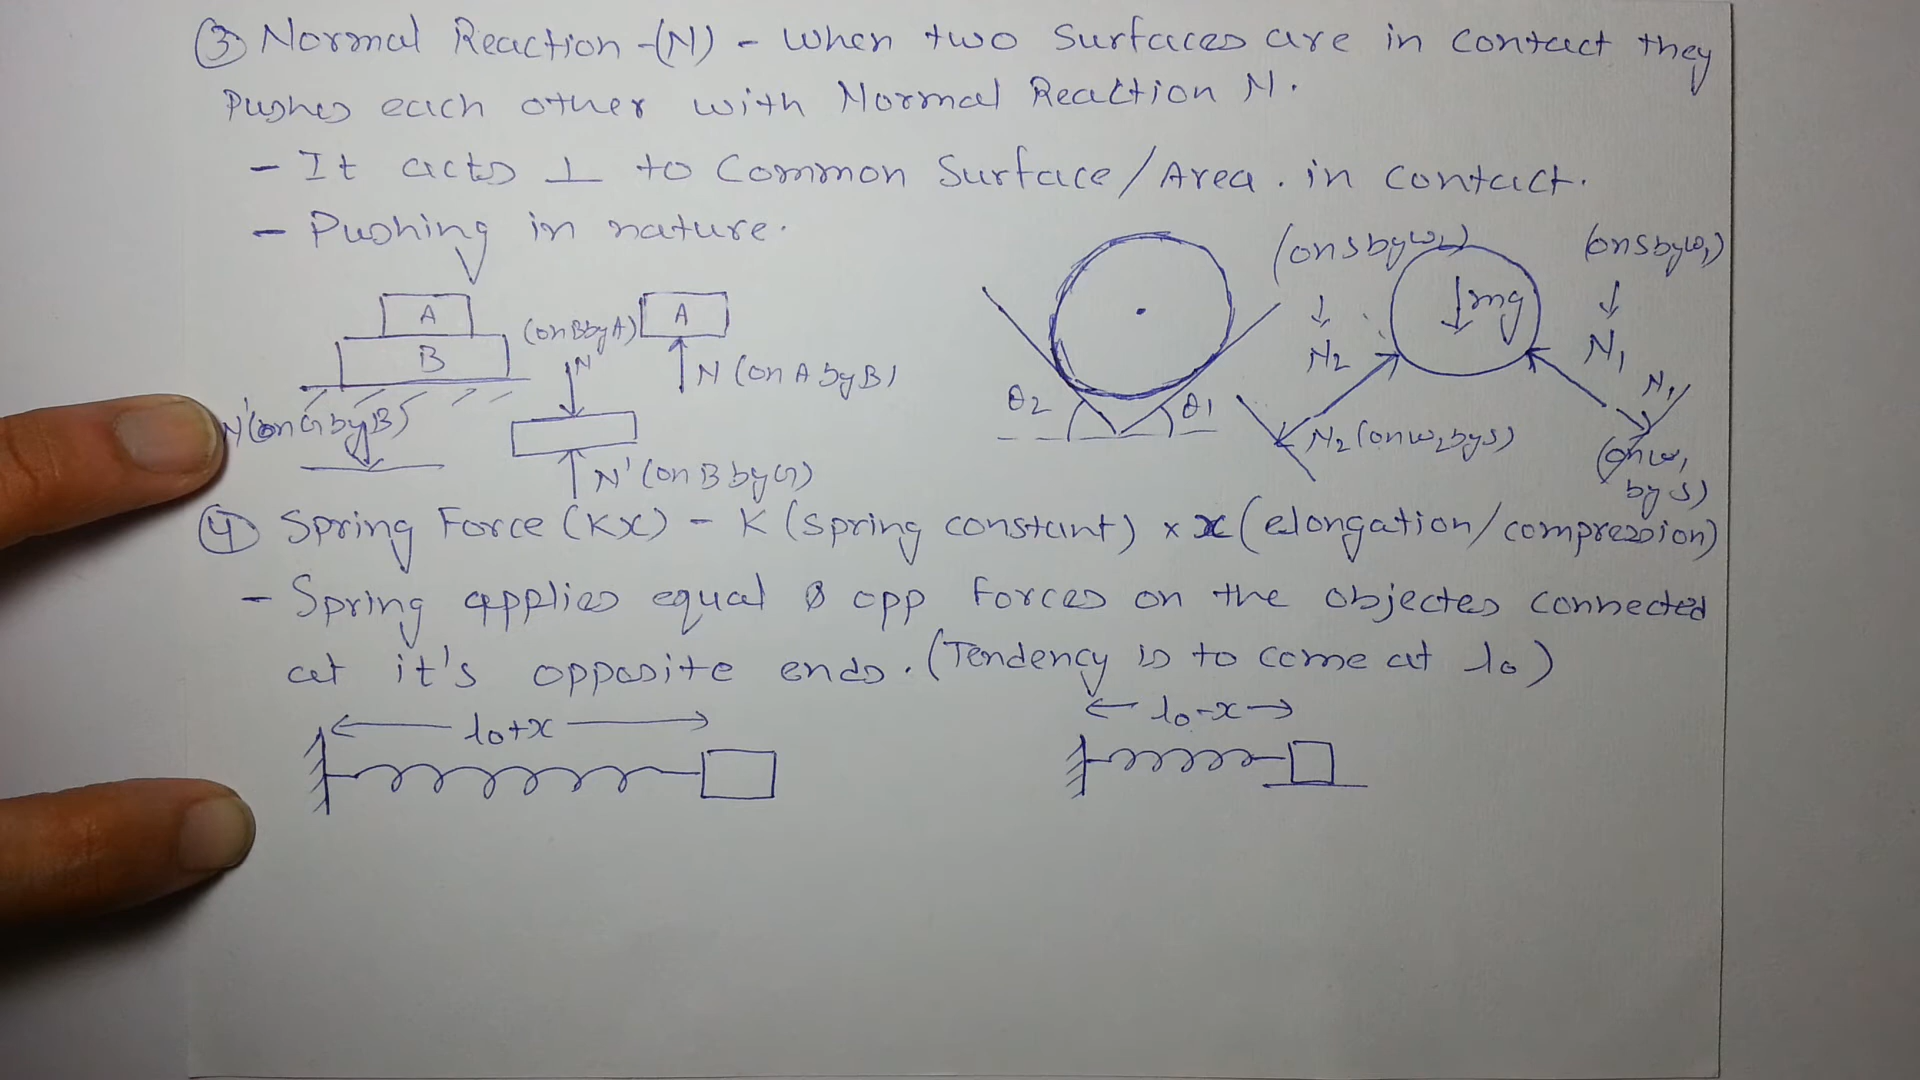 ③ Normal Reaction -(N) - When two surfaces are in contact they
Pushes each other with Normal Reaction N.
- It acts ⊥ to Common Surface/Area. in contact.
- Pushing in nature.
A
B
(on B by A)
N
A
N (on A by B)
N' (on G by B)
N' (on B by G)
θ2
θ1
(on S by w2)
N2
mg
(on S by w1)
N1
N1
N2 (on w2 by S)
(on w1
by S)
④ Spring Force (Kx) - K (spring constant) × x (elongation/compression)
- Spring applies equal & opp Forces on the objectes connected
at it's opposite ends. (Tendency is to come at l0)
l0+x
l0-x